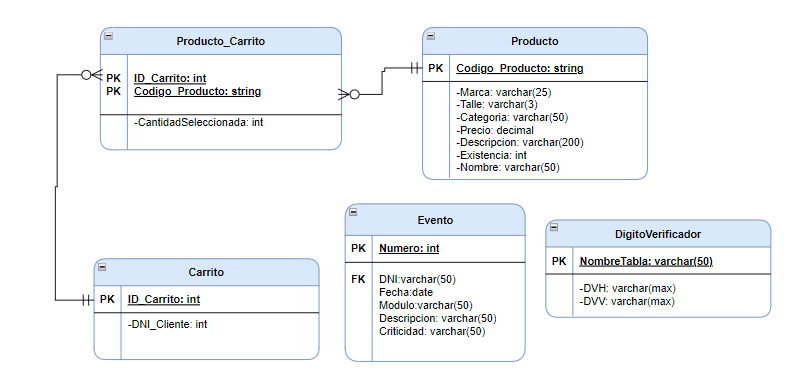 Producto_Carrito
PK ID_Carrito: int
PK Codigo_Producto: string
-CantidadSeleccionada: int
Producto
PK Codigo_Producto: string
-Marca: varchar(25)
-Talle: varchar(3)
-Categoria: varchar(50)
-Precio: decimal
-Descripcion: varchar(200)
-Existencia: int
-Nombre: varchar(50)
Carrito
PK ID_Carrito: int
-DNI_Cliente: int
Evento
PK Numero: int
FK DNI:varchar(50)
Fecha:date
Modulo:varchar(50)
Descripcion: varchar(50)
Criticidad: varchar(50)
DigitoVerificador
PK NombreTabla: varchar(50)
-DVH: varchar(max)
-DVV: varchar(max)